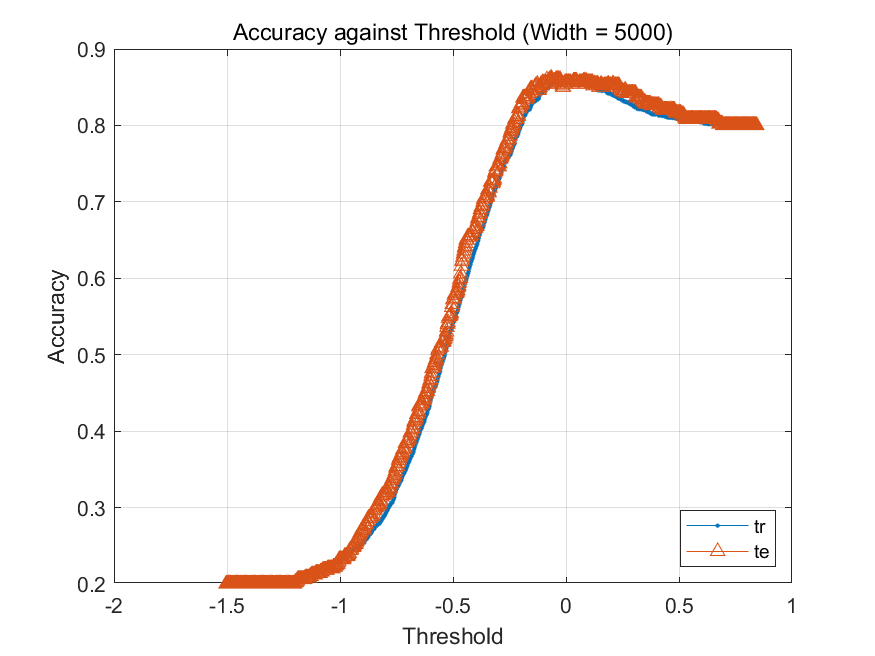 Accuracy against Threshold (Width = 5000)
0.9
0.8
0.7
0.6
0.5
0.4
0.3
0.2
Accuracy
-2 -1.5 -1 -0.5 0 0.5 1
Threshold
tr
te